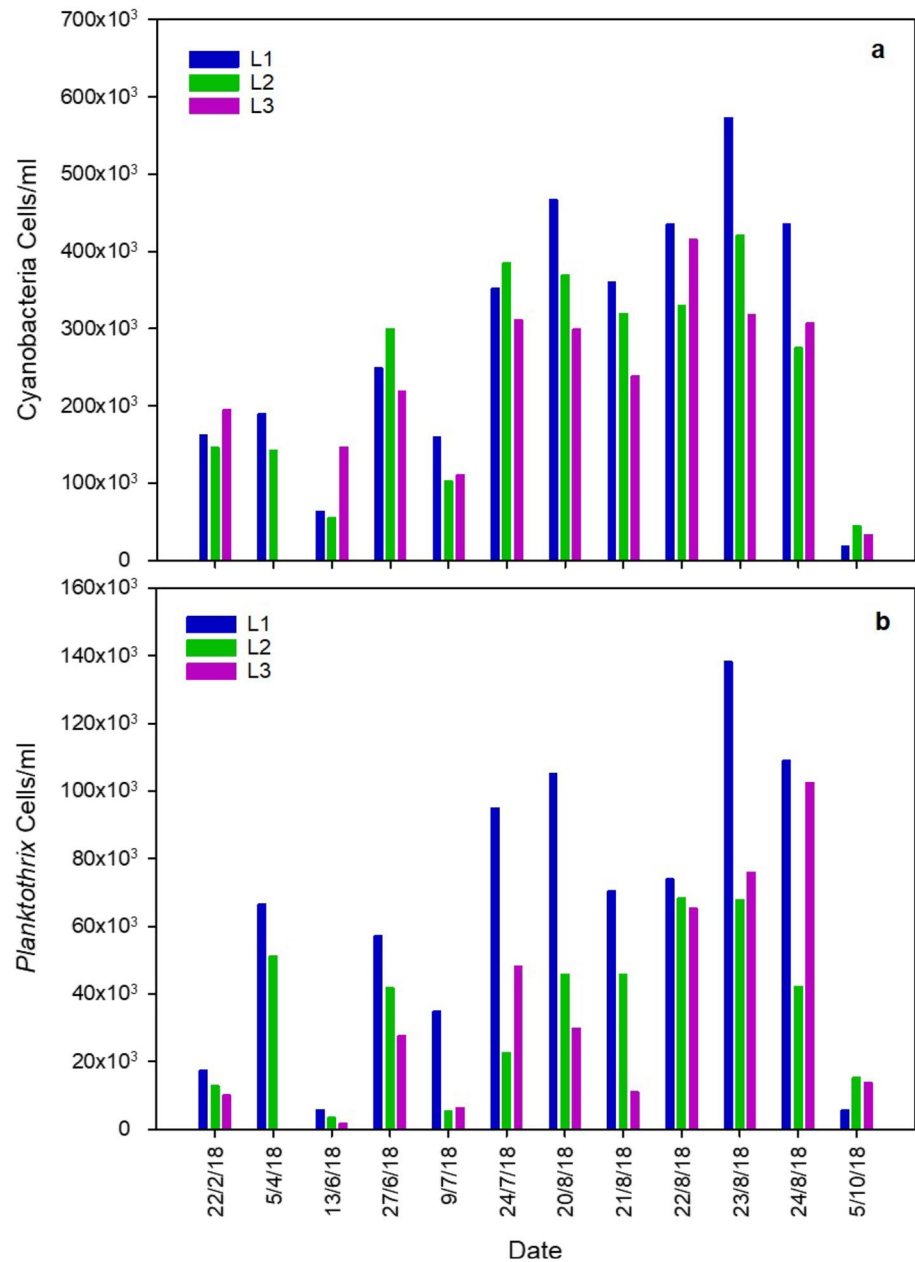 a
L1
L2
L3
700x10³
600x10³
500x10³
400x10³
300x10³
200x10³
100x10³
0
Cyanobacteria Cells/ml
b
L1
L2
L3
160x10³
140x10³
120x10³
100x10³
80x10³
60x10³
40x10³
20x10³
0
Planktothrix Cells/ml
22/2/18
5/4/18
13/6/18
27/6/18
9/7/18
24/7/18
20/8/18
21/8/18
22/8/18
23/8/18
24/8/18
5/10/18
Date